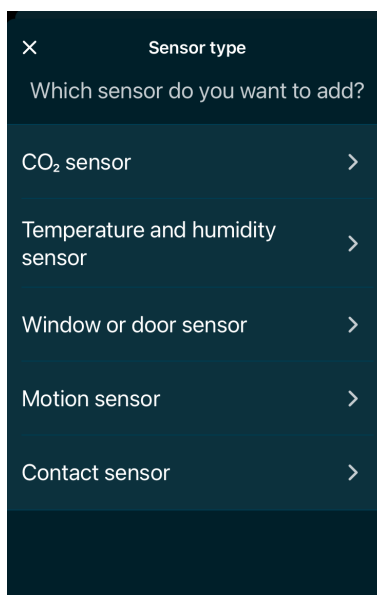 Sensor type
Which sensor do you want to add?
CO₂ sensor
Temperature and humidity
sensor
Window or door sensor
Motion sensor
Contact sensor